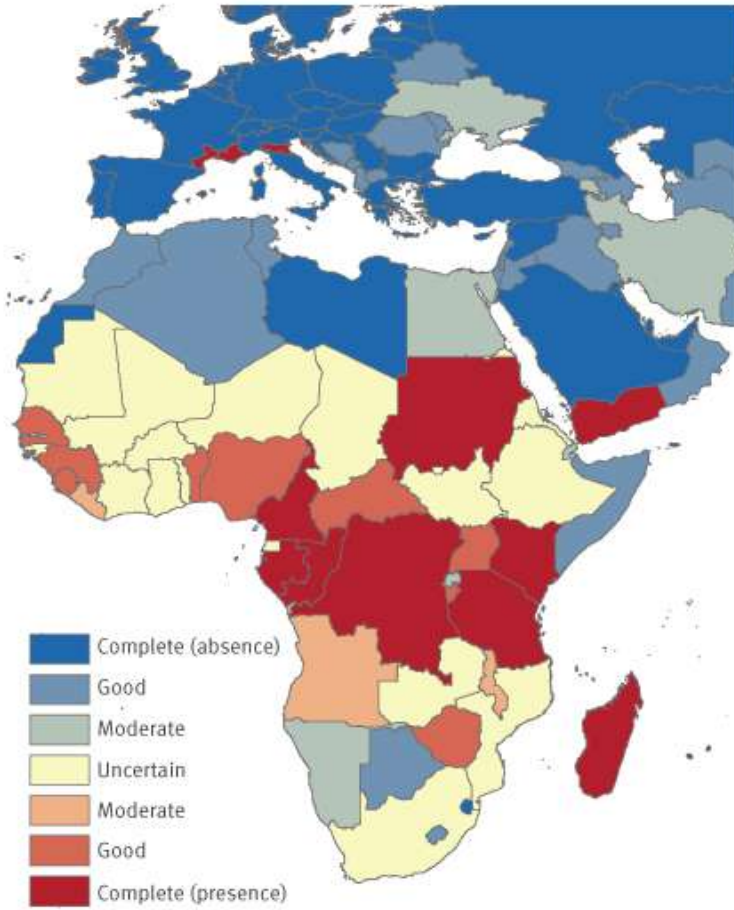 Complete (absence)
Good
Moderate
Uncertain
Moderate
Good
Complete (presence)